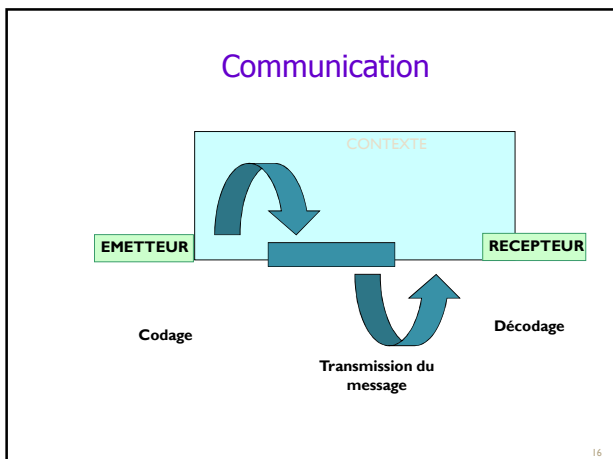 Communication
CONTEXTE
EMETTEUR
RECEPTEUR
Codage
Décodage
Transmission du
message
16